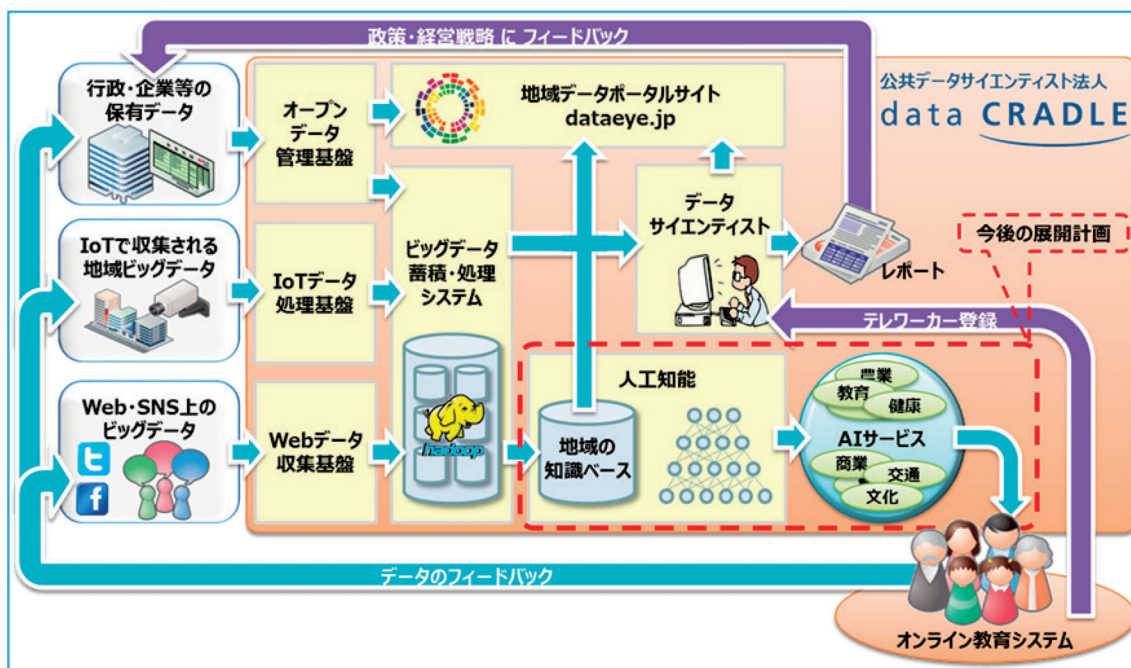 政策・経営戦略 に フィードバック
行政・企業等の
保有データ
オープン
データ
管理基盤
地域データポータルサイト
dataeye.jp
公共データサイエンティスト法人
data CRADLE
IoTで収集される
地域ビッグデータ
IoTデータ
処理基盤
ビッグデータ
蓄積・処理
システム
データ
サイエンティスト
レポート
今後の展開計画
テレワーカー登録
Web・SNS上の
ビッグデータ
Webデータ
収集基盤
hadoop
人工知能
地域の
知識ベース
農業
教育
健康
AIサービス
商業
交通
文化
データのフィードバック
オンライン教育システム